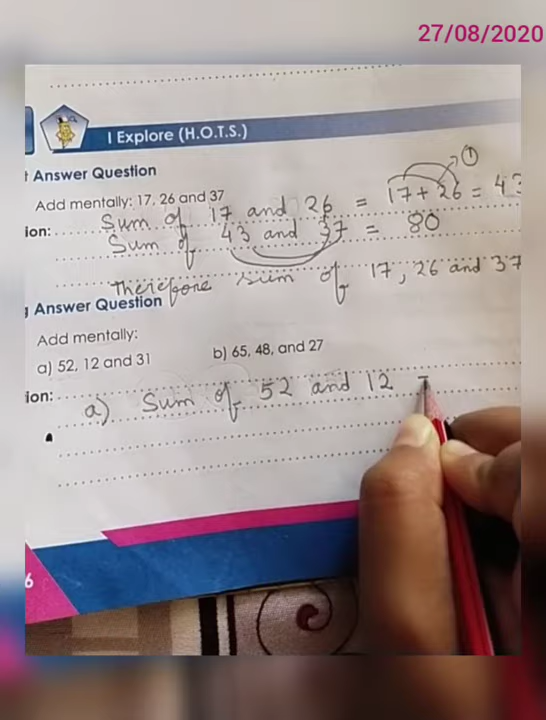 27/08/2020
I Explore (H.O.T.S.)
Answer Question
Add mentally: 17, 26 and 37
ion: Sum of 17 and 26 = 17 + 26 = 43
①
Sum of 43 and 37 = 80
Therefore sum of 17, 26 and 37
Answer Question
Add mentally:
a) 52, 12 and 31 b) 65, 48, and 27
ion: a) Sum of 52 and 12
6